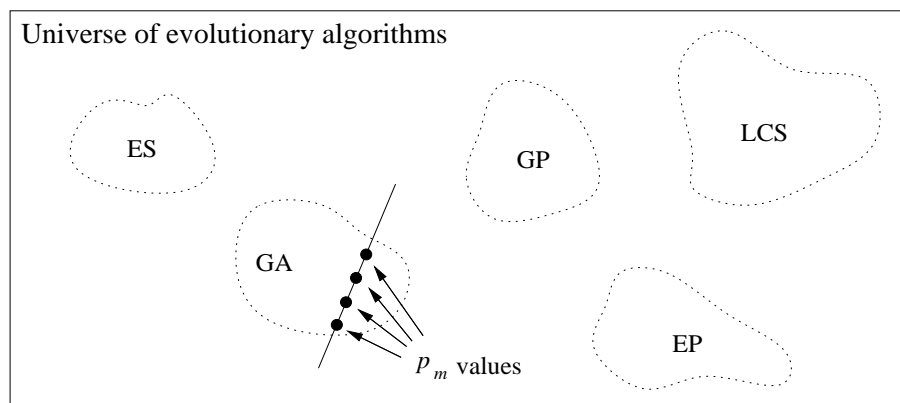 Universe of evolutionary algorithms
ES
GP
LCS
GA
EP
p m values